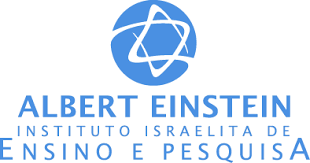 ALBERT EINSTEIN
INSTITUTO ISRAELITA DE
ENSINO E PESQUISA